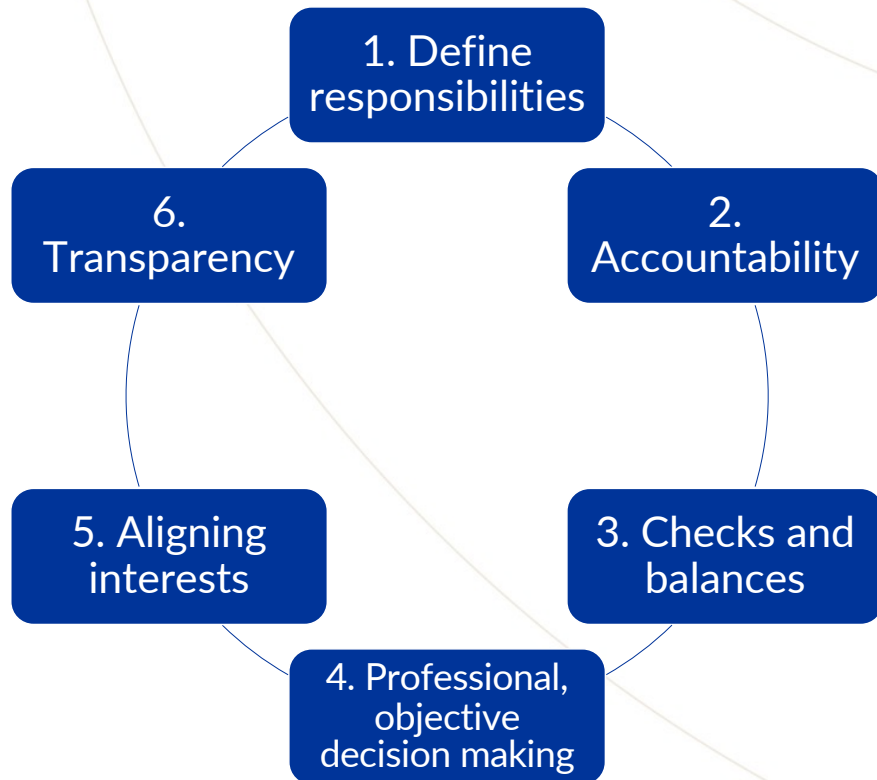 1. Define
responsibilities
2.
Accountability
3. Checks and
balances
4. Professional,
objective
decision making
5. Aligning
interests
6.
Transparency